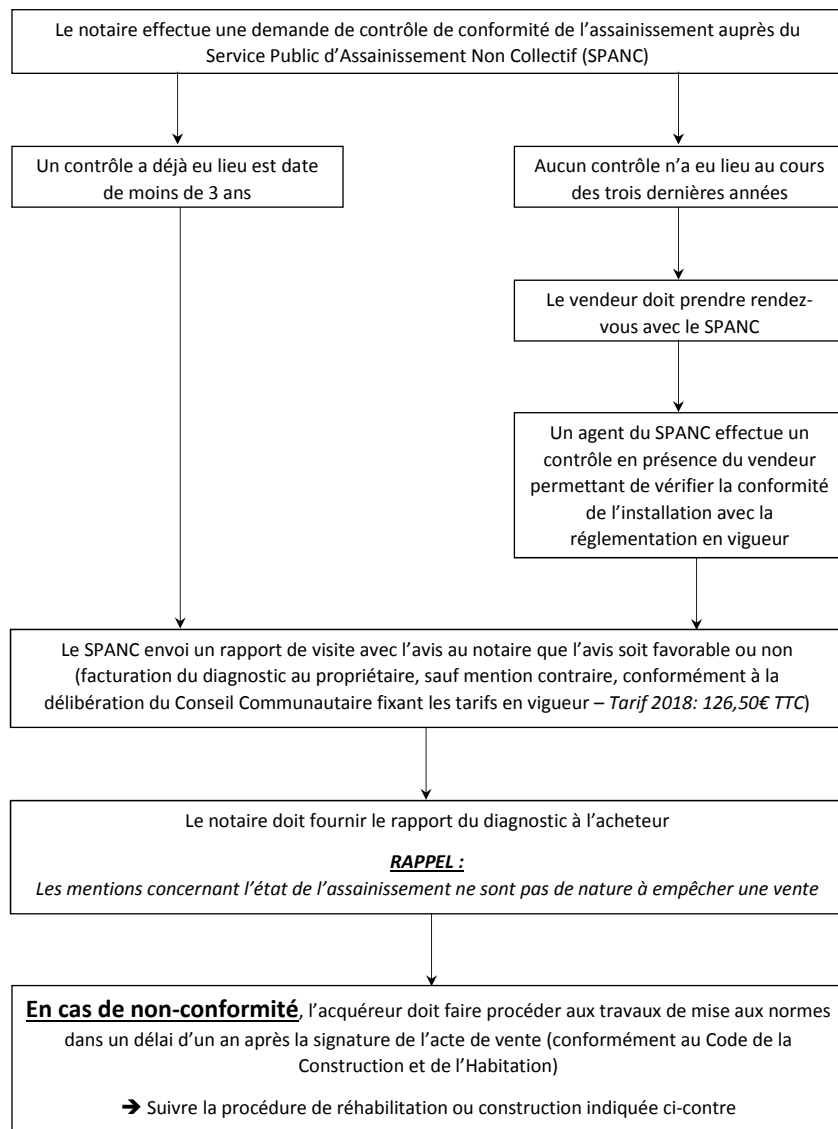 Le notaire effectue une demande de contrôle de conformité de l’assainissement auprès du
Service Public d’Assainissement Non Collectif (SPANC)
Un contrôle a déjà eu lieu est date
de moins de 3 ans
Aucun contrôle n’a eu lieu au cours
des trois dernières années
Le vendeur doit prendre rendez-
vous avec le SPANC
Un agent du SPANC effectue un
contrôle en présence du vendeur
permettant de vérifier la conformité
de l’installation avec la
réglementation en vigueur
Le SPANC envoi un rapport de visite avec l’avis au notaire que l’avis soit favorable ou non
(facturation du diagnostic au propriétaire, sauf mention contraire, conformément à la
délibération du Conseil Communautaire fixant les tarifs en vigueur – Tarif 2018: 126,50€ TTC)
Le notaire doit fournir le rapport du diagnostic à l’acheteur
RAPPEL :
Les mentions concernant l’état de l’assainissement ne sont pas de nature à empêcher une vente
En cas de non-conformité, l’acquéreur doit faire procéder aux travaux de mise aux normes
dans un délai d’un an après la signature de l’acte de vente (conformément au Code de la
Construction et de l’Habitation)
➔ Suivre la procédure de réhabilitation ou construction indiquée ci-contre